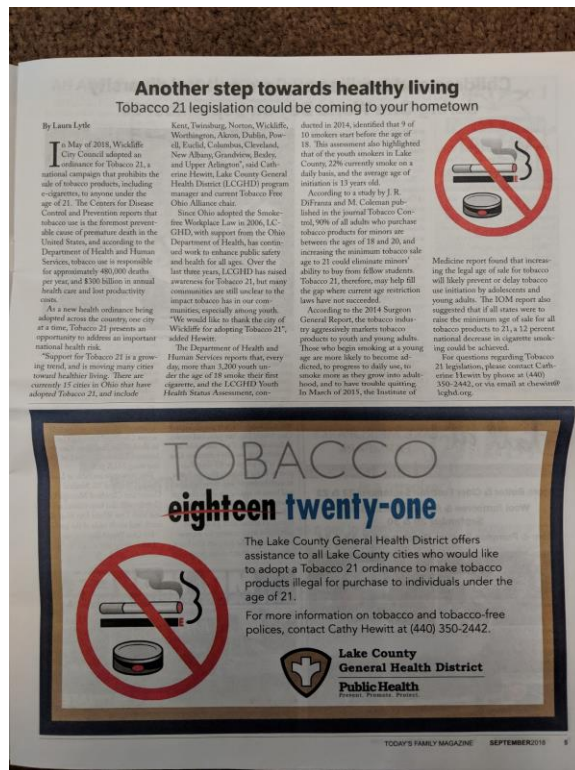 Another step towards healthy living
Tobacco 21 legislation could be coming to your hometown
By Laura Lytle
In May of 2018, Wickliffe
City Council adopted an
ordinance for Tobacco 21, a
national campaign that prohibits the
sale of tobacco products, including
e-cigarettes, to anyone under the
age of 21. The Centers for Disease
Control and Prevention reports that
tobacco use is the foremost prevent-
able cause of premature death in the
United States, and according to the
Department of Health and Human
Services, tobacco use is responsible
for approximately 480,000 deaths
per year, and $300 billion in annual
health care and lost productivity
costs.
As a new health ordinance being
adopted across the country, one city
at a time, Tobacco 21 presents an
opportunity to address an important
national health risk.
"Support for Tobacco 21 is a grow-
ing trend, and is moving many cities
toward healthier living. There are
currently 15 cities in Ohio that have
adopted Tobacco 21, and include
Kent, Twinsburg, Norton, Wickliffe,
Worthington, Akron, Dublin, Pow-
ell, Euclid, Columbus, Cleveland,
New Albany, Grandview, Bexley,
and Upper Arlington", said Cath-
erine Hewitt, Lake County General
Health District (LCGHD) program
manager and current Tobacco Free
Ohio Alliance chair.
Since Ohio adopted the Smoke-
free Workplace Law in 2006, LC-
GHD, with support from the Ohio
Department of Health, has contin-
ued work to enhance public safety
and health for all ages. Over the
last three years, LCGHD has raised
awareness for Tobacco 21, but many
communities are still unclear to the
impact tobacco has in our com-
munities, especially among youth.
"We would like to thank the city of
Wickliffe for adopting Tobacco 21",
added Hewitt.
The Department of Health and
Human Services reports that, every
day, more than 3,200 youth un-
der the age of 18 smoke their first
cigarette, and the LCGHD Youth
Health Status Assessment, con-
ducted in 2014, identified that 9 of
10 smokers start before the age of
18. This assessment also highlighted
that of the youth smokers in Lake
County, 22% currently smoke on a
daily basis, and the average age of
initiation is 13 years old.
According to a study by J. R.
DiFranza and M. Coleman pub-
lished in the journal Tobacco Con-
trol, 90% of all adults who purchase
tobacco products for minors are
between the ages of 18 and 20, and
increasing the minimum tobacco sale
age to 21 could eliminate minors'
ability to buy from fellow students.
Tobacco 21, therefore, may help fill
the gap where current age restriction
laws have not succeeded.
According to the 2014 Surgeon
General Report, the tobacco indus-
try aggressively markets tobacco
products to youth and young adults.
Those who begin smoking at a young
age are more likely to become ad-
dicted, to progress to daily use, to
smoke more as they grow into adult-
hood, and to have trouble quitting.
In March of 2015, the Institute of
Medicine report found that increas-
ing the legal age of sale for tobacco
will likely prevent or delay tobacco
use initiation by adolescents and
young adults. The IOM report also
suggested that if all states were to
raise the minimum age of sale for all
tobacco products to 21, a 12 percent
national decrease in cigarette smok-
ing could be achieved.
For questions regarding Tobacco
21 legislation, please contact Cath-
erine Hewitt by phone at (440)
350-2442, or via email at chewitt@
lcghd.org.
TOBACCO
eighteen twenty-one
The Lake County General Health District offers
assistance to all Lake County cities who would like
to adopt a Tobacco 21 ordinance to make tobacco
products illegal for purchase to individuals under the
age of 21.
For more information on tobacco and tobacco-free
polices, contact Cathy Hewitt at (440) 350-2442.
Lake County
General Health District
Public Health
Prevent. Promote. Protect.
TODAY'S FAMILY MAGAZINE SEPTEMBER 2018 5